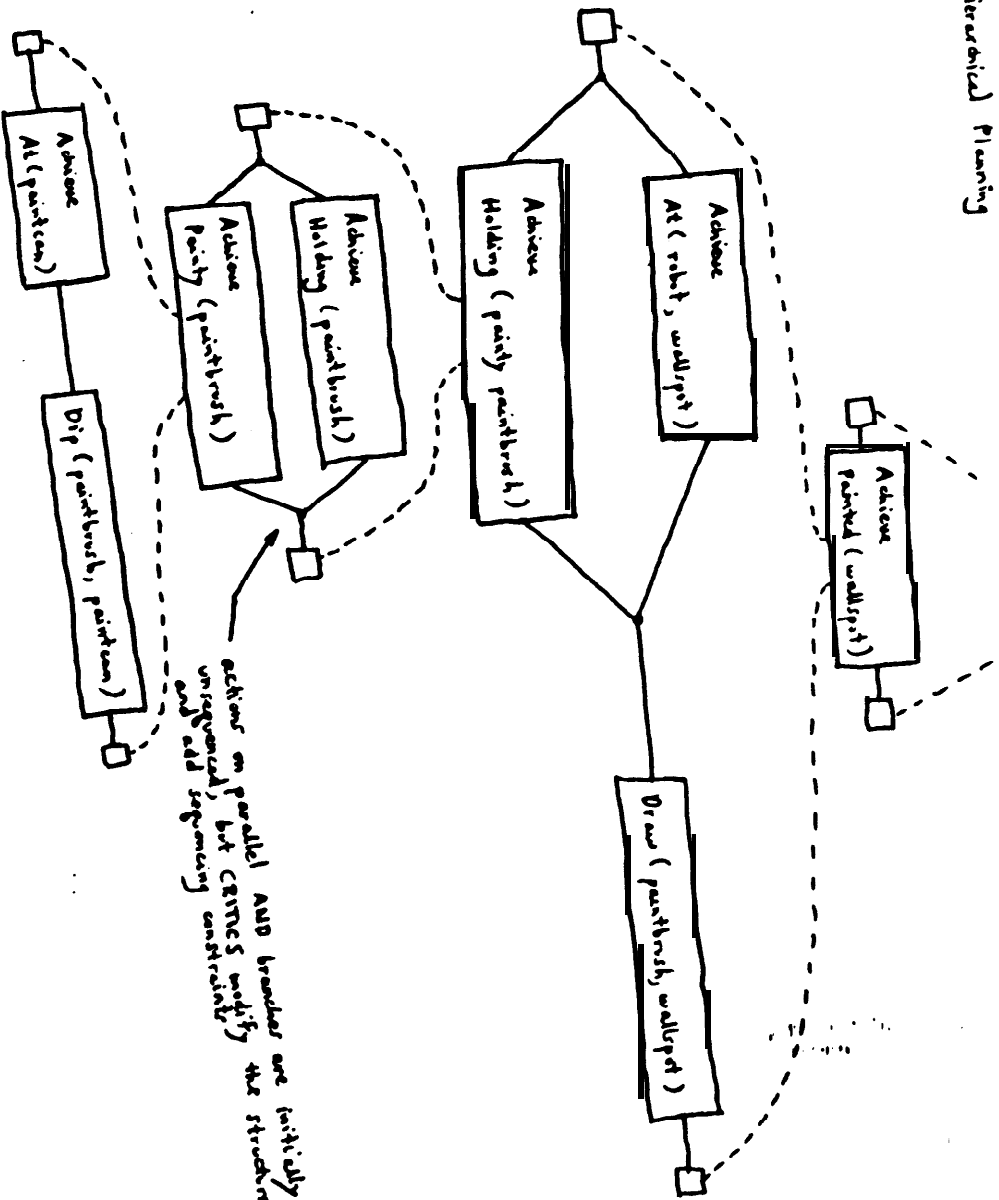 Hierarchical Planning
Achieve
Painted (wallspot)
Achieve
At (robot, wallspot)
Draw (paintbrush, wallspot)
Achieve
Holding (painty paintbrush)
Achieve
Holding (paintbrush)
Achieve
Painty (paintbrush)
actions on parallel AND branches are initially
unsequenced, but CRITICS modify the structure
and add sequencing constraints
Achieve
At (paintcan)
Dip (paintbrush, paintcan)